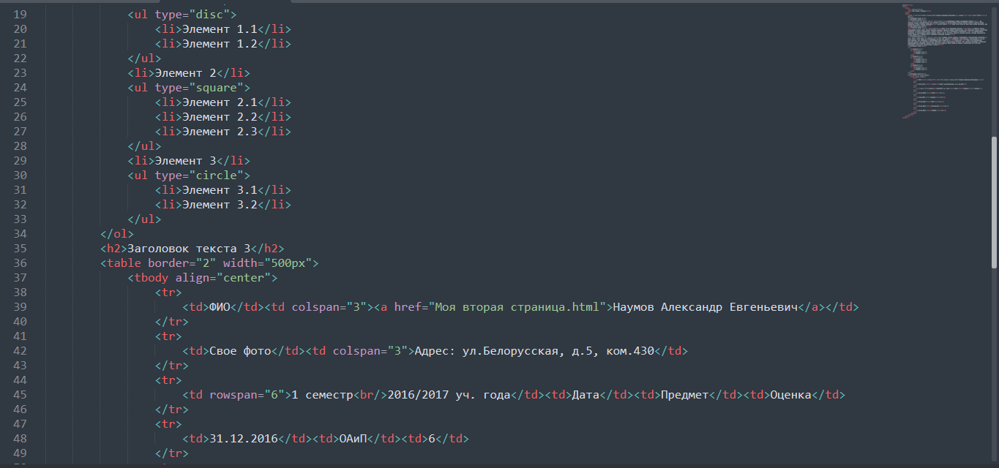 19 <ul type="disc">
20 <li>Элемент 1.1</li>
21 <li>Элемент 1.2</li>
22 </ul>
23 <li>Элемент 2</li>
24 <ul type="square">
25 <li>Элемент 2.1</li>
26 <li>Элемент 2.2</li>
27 <li>Элемент 2.3</li>
28 </ul>
29 <li>Элемент 3</li>
30 <ul type="circle">
31 <li>Элемент 3.1</li>
32 <li>Элемент 3.2</li>
33 </ul>
34 </ol>
35 <h2>Заголовок текста 3</h2>
36 <table border="2" width="500px">
37 <tbody align="center">
38 <tr>
39 <td>ФИО</td><td colspan="3"><a href="Моя вторая страница.html">Наумов Александр Евгеньевич</a></td>
40 </tr>
41 <tr>
42 <td>Свое фото</td><td colspan="3">Адрес: ул.Белорусская, д.5, ком.430</td>
43 </tr>
44 <tr>
45 <td rowspan="6">1 семестр<br/>2016/2017 уч. года</td><td>Дата</td><td>Предмет</td><td>Оценка</td>
46 </tr>
47 <tr>
48 <td>31.12.2016</td><td>ОАиП</td><td>6</td>
49 </tr>